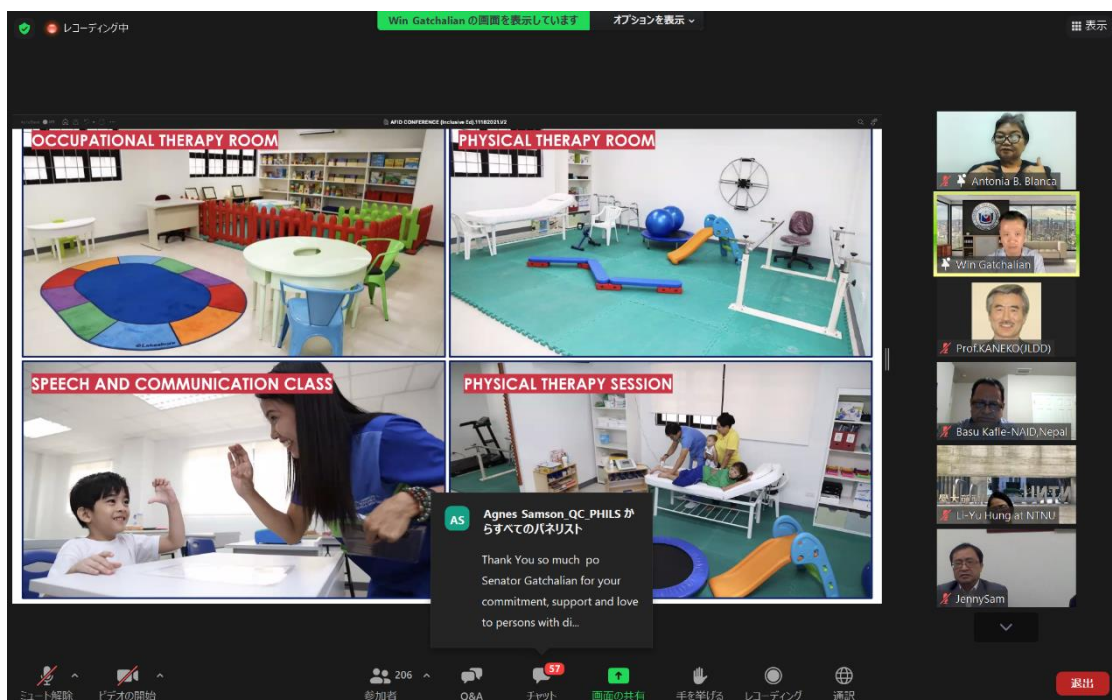 レコーディング中
Win Gatchalian の画面を表示しています
オプションを表示
表示
AFID CONFERENCE (Inclusive Ed).11182021.V2
OCCUPATIONAL THERAPY ROOM
PHYSICAL THERAPY ROOM
Lakeshore
SPEECH AND COMMUNICATION CLASS
PHYSICAL THERAPY SESSION
Antonia B. Blanca
Win Gatchalian
Prof.KANEKO(JLDD)
Basu Kafle-NAID,Nepal
Li-Yu Hung at NTNU
JennySam
AS
Agnes Samson_QC_PHILS か
らすべてのパネリスト
Thank You so much po
Senator Gatchalian for your
commitment, support and love
to persons with di...
ミュート解除
ビデオの開始
206
参加者
Q&A
57
チャット
画面の共有
手を挙げる
レコーディング
通訳
退出